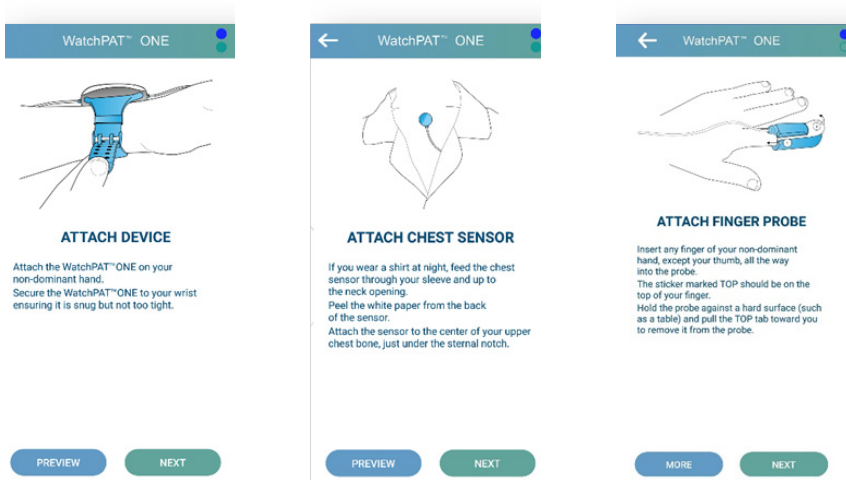 WatchPAT™ ONE
ATTACH DEVICE
Attach the WatchPAT™ONE on your
non-dominant hand.
Secure the WatchPAT™ONE to your wrist
ensuring it is snug but not too tight.
PREVIEW
NEXT
WatchPAT™ ONE
ATTACH CHEST SENSOR
If you wear a shirt at night, feed the chest
sensor through your sleeve and up to
the neck opening.
Peel the white paper from the back
of the sensor.
Attach the sensor to the center of your upper
chest bone, just under the sternal notch.
PREVIEW
NEXT
WatchPAT™ ONE
ATTACH FINGER PROBE
Insert any finger of your non-dominant
hand, except your thumb, all the way
into the probe.
The sticker marked TOP should be on the
top of your finger.
Hold the probe against a hard surface (such
as a table) and pull the TOP tab toward you
to remove it from the probe.
MORE
NEXT